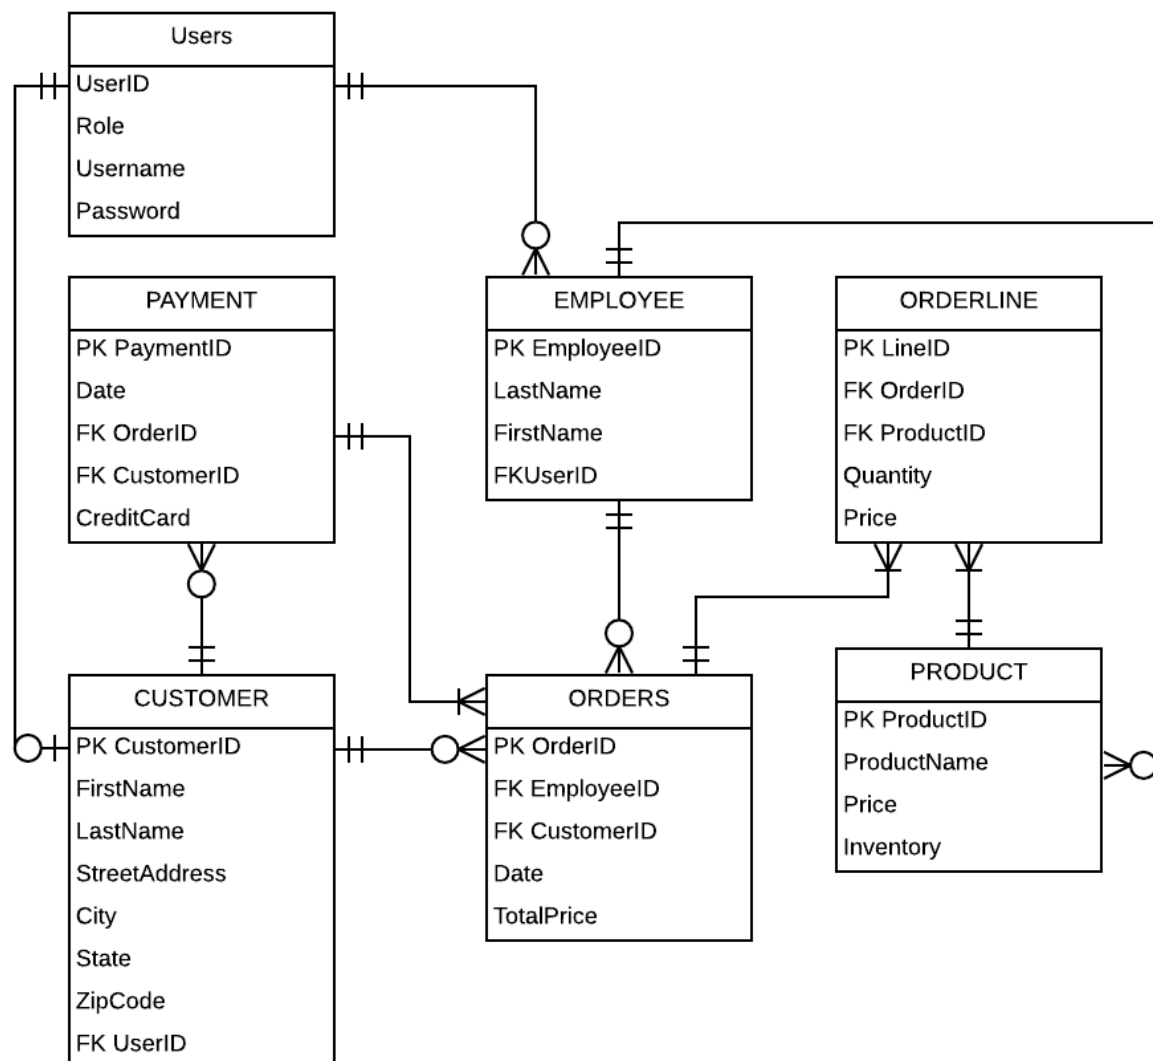 Users
UserID
Role
Username
Password
PAYMENT
PK PaymentID
Date
FK OrderID
FK CustomerID
CreditCard
EMPLOYEE
PK EmployeeID
LastName
FirstName
FKUserID
ORDERLINE
PK LineID
FK OrderID
FK ProductID
Quantity
Price
CUSTOMER
PK CustomerID
FirstName
LastName
StreetAddress
City
State
ZipCode
FK UserID
ORDERS
PK OrderID
FK EmployeeID
FK CustomerID
Date
TotalPrice
PRODUCT
PK ProductID
ProductName
Price
Inventory